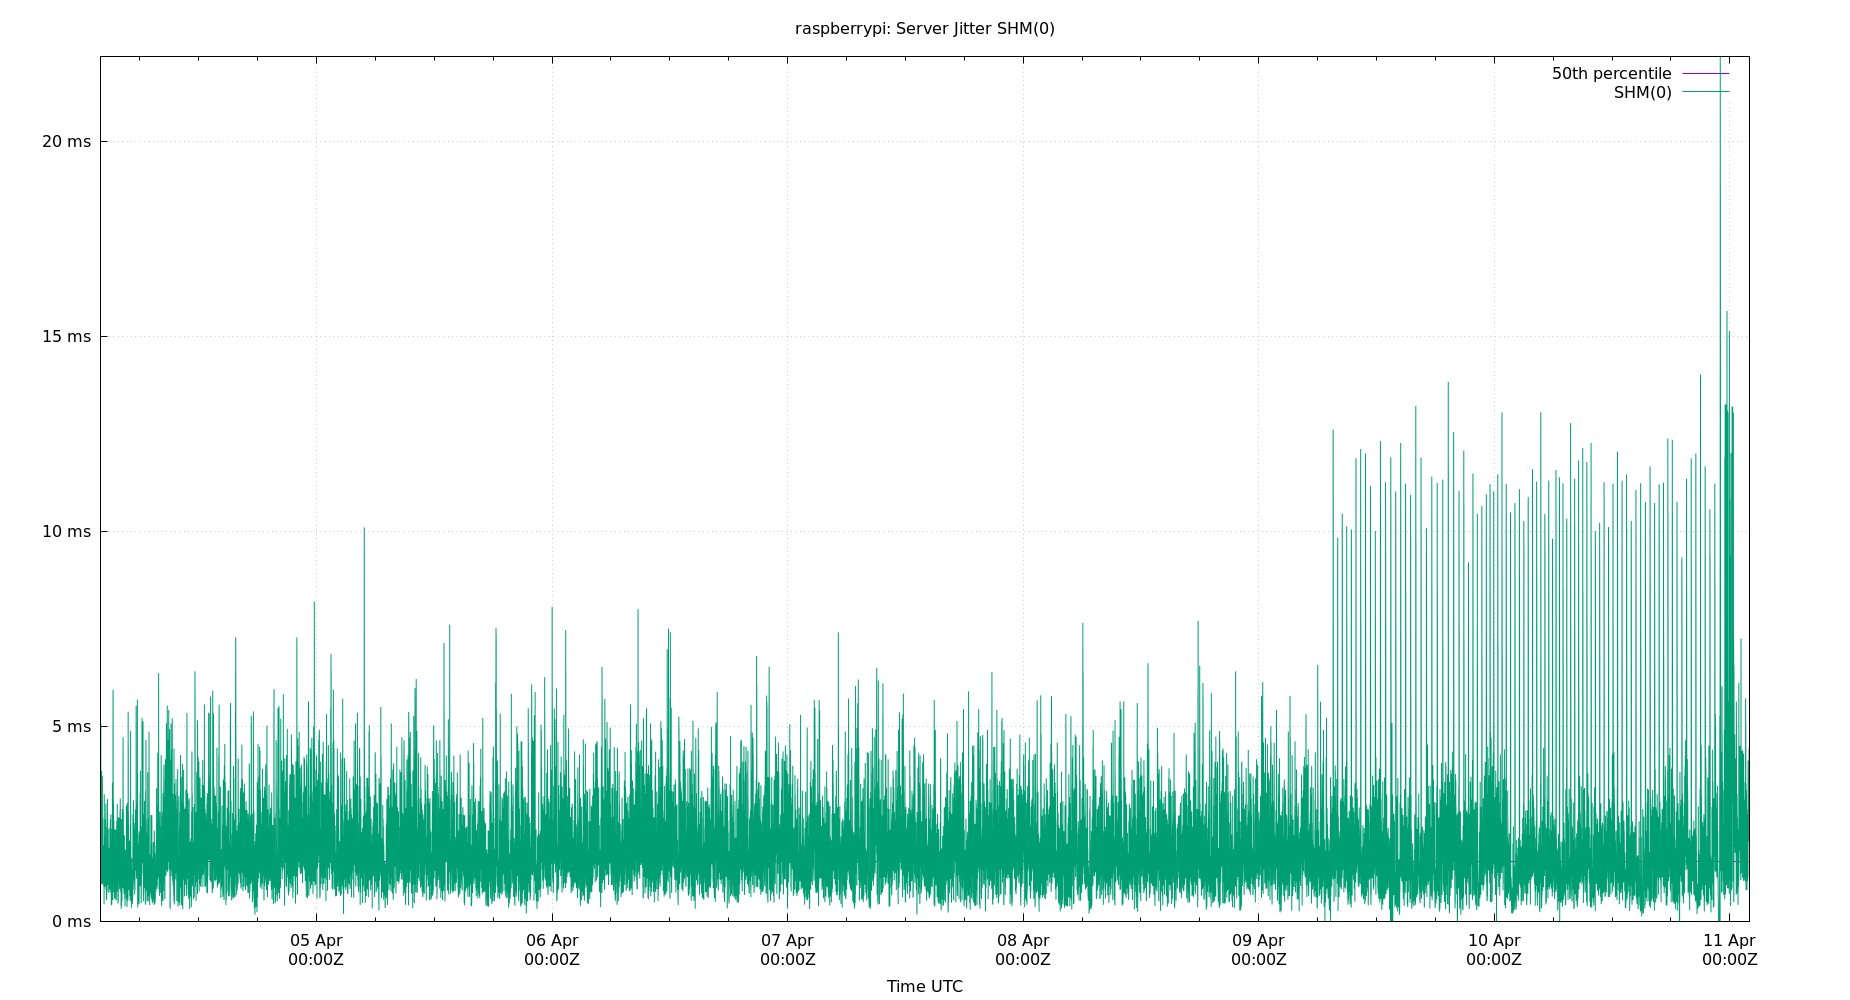 raspberrypi: Server Jitter SHM(0)
50th percentile
SHM(0)
20 ms
15 ms
10 ms
5 ms
0 ms
05 Apr
00:00Z
06 Apr
00:00Z
07 Apr
00:00Z
08 Apr
00:00Z
09 Apr
00:00Z
10 Apr
00:00Z
11 Apr
00:00Z
Time UTC